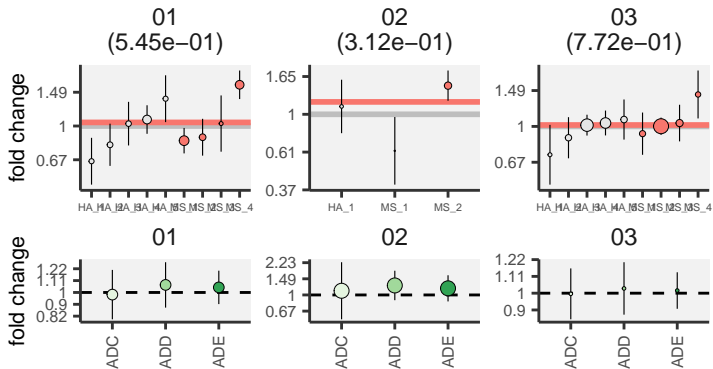 01 02 03
(5.45e−01) (3.12e−01) (7.72e−01)
fold change
1.49 1 0.67
1.65 1 0.61 0.37
1.49 1 0.67
HA_1 MS_1 MS_2
MS_4
MS_4
01 02 03
fold change
1.22 1.11 1 0.9 0.82
2.23 1.49 1 0.67
1.22 1.11 1 0.9
ADC ADD ADE ADC ADD ADE ADC ADD ADE